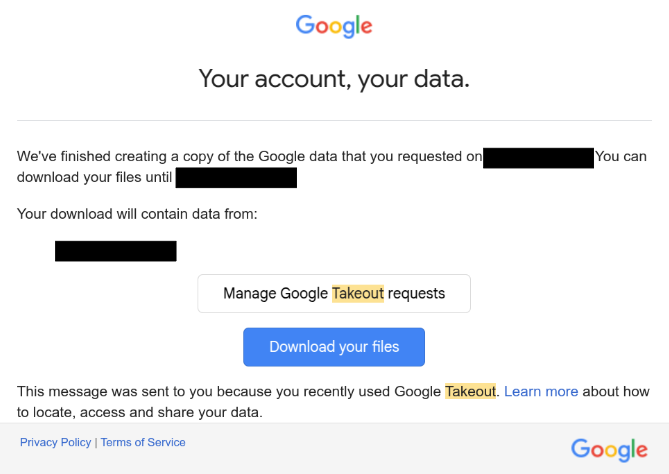 Google
Your account, your data.
We've finished creating a copy of the Google data that you requested on You can
download your files until
Your download will contain data from:
Manage Google Takeout requests
Download your files
This message was sent to you because you recently used Google Takeout. Learn more about how
to locate, access and share your data.
Privacy Policy | Terms of Service
Google